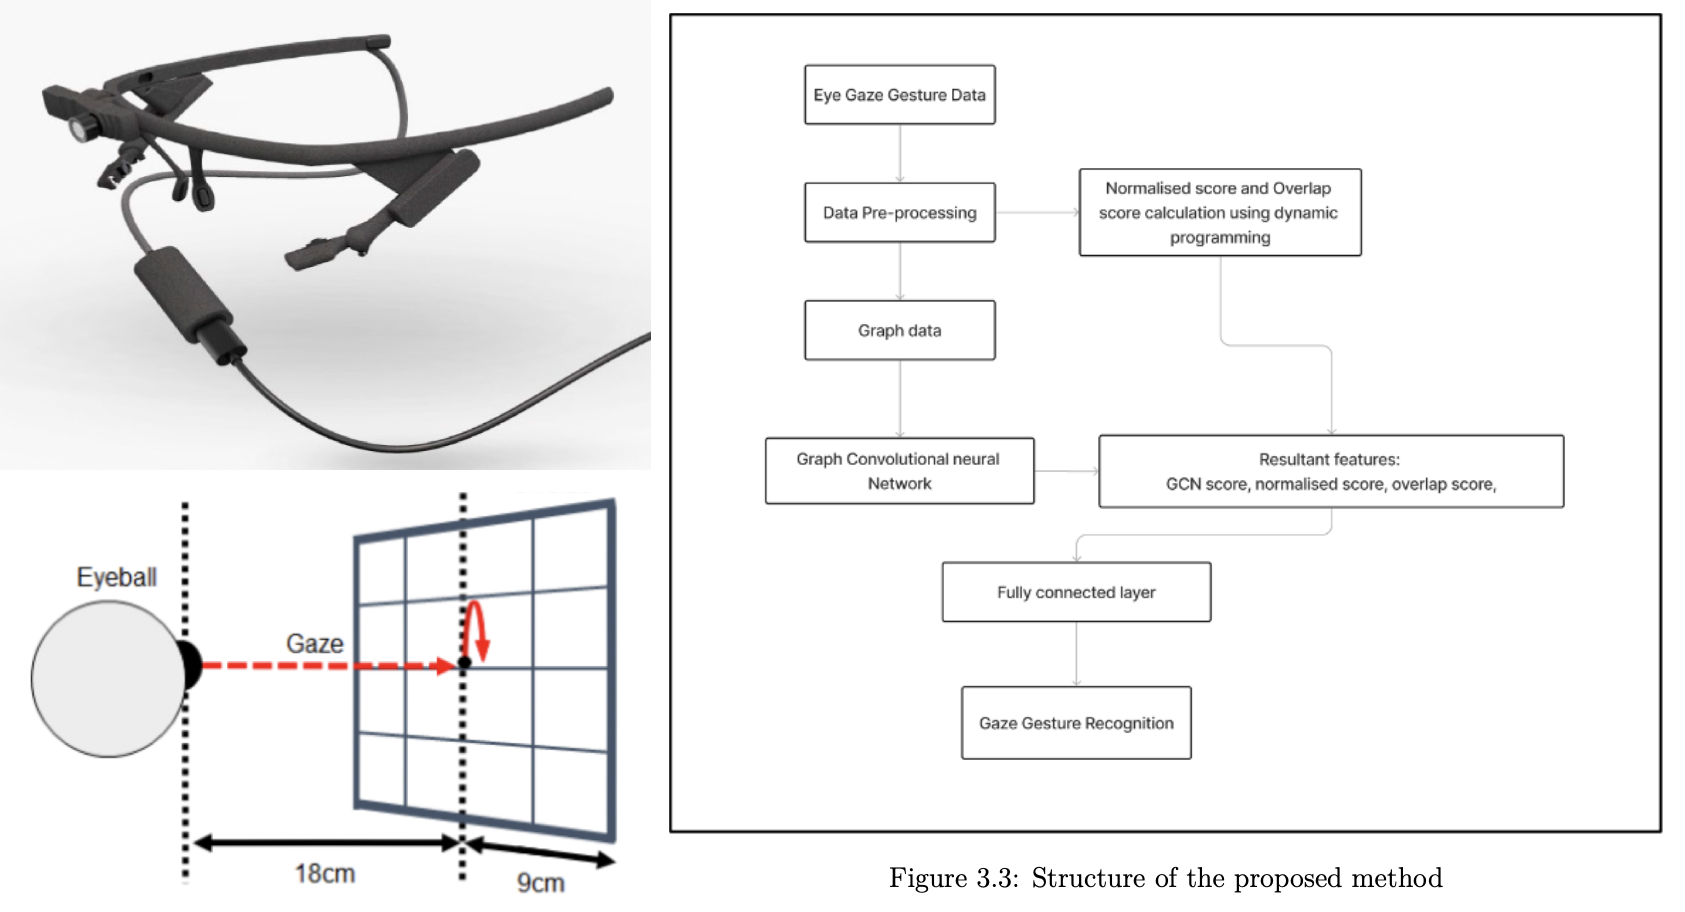 Eyeball
Gaze
18cm
9cm
Eye Gaze Gesture Data
Data Pre-processing
Normalised score and Overlap
score calculation using dynamic
programming
Graph data
Graph Convolutional neural
Network
Resultant features:
GCN score, normalised score, overlap score,
Fully connected layer
Gaze Gesture Recognition
Figure 3.3: Structure of the proposed method